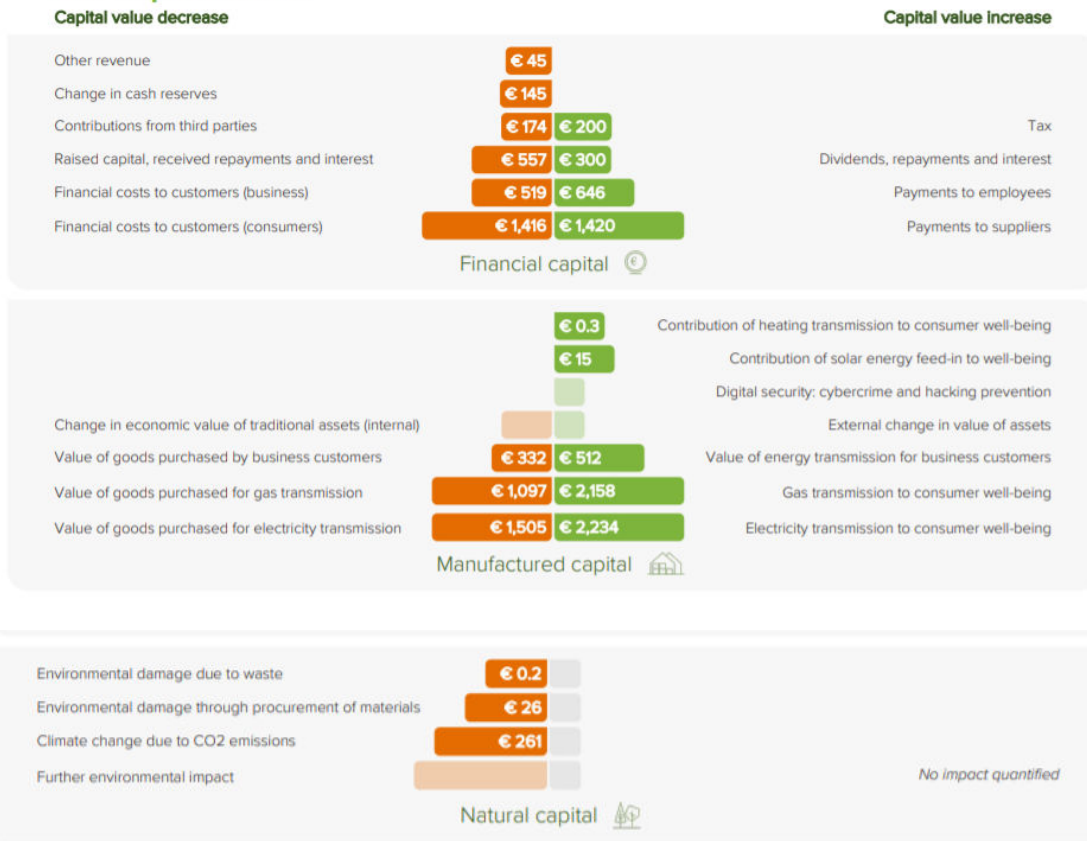 Capital value decrease Capital value increase
Other revenue € 45
Change in cash reserves € 145
Contributions from third parties € 174 € 200 Tax
Raised capital, received repayments and interest € 557 € 300 Dividends, repayments and interest
Financial costs to customers (business) € 519 € 646 Payments to employees
Financial costs to customers (consumers) € 1,416 € 1,420 Payments to suppliers
Financial capital €
€ 0.3 Contribution of heating transmission to consumer well-being
€ 15 Contribution of solar energy feed-in to well-being
Digital security: cybercrime and hacking prevention
Change in economic value of traditional assets (internal) External change in value of assets
Value of goods purchased by business customers € 332 € 512 Value of energy transmission for business customers
Value of goods purchased for gas transmission € 1,097 € 2,158 Gas transmission to consumer well-being
Value of goods purchased for electricity transmission € 1,505 € 2,234 Electricity transmission to consumer well-being
Manufactured capital
Environmental damage due to waste € 0.2
Environmental damage through procurement of materials € 26
Climate change due to CO2 emissions € 261
Further environmental impact No impact quantified
Natural capital